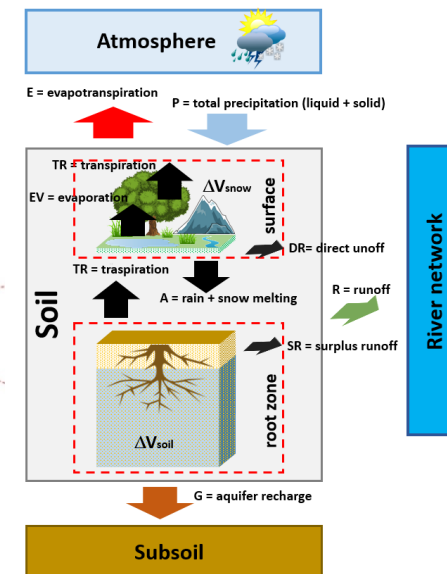 Atmosphere
E = evapotranspiration
P = total precipitation (liquid + solid)
TR = transpiration
EV = evaporation
ΔVsnow
surface
DR= direct unoff
TR = traspiration
A = rain + snow melting
R = runoff
River network
Soil
SR= surplus runoff
ΔVsoil
root zone
G = aquifer recharge
Subsoil